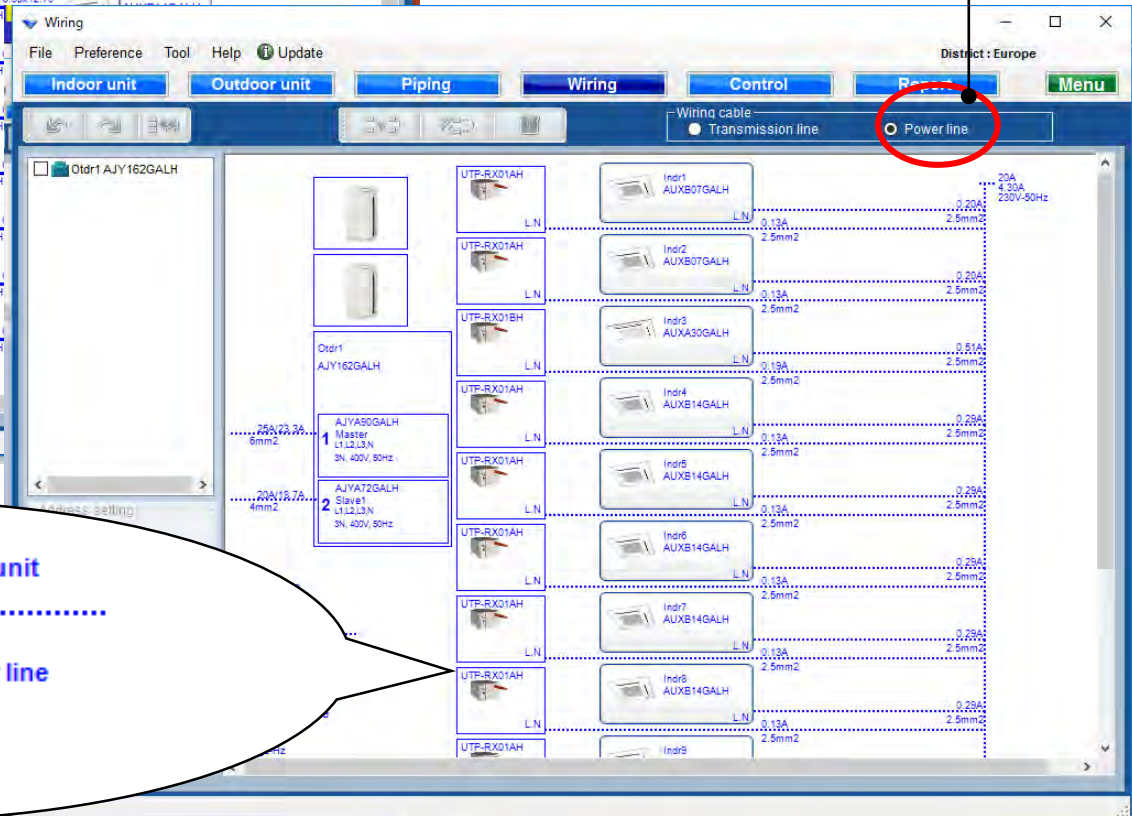 Wiring
File Preference Tool Help Update
District : Europe
Indoor unit Outdoor unit Piping Wiring Control Report Menu
Wiring cable
Transmission line Power line
Otdr1 AJY162GALH
Address setting
Otdr1
AJY162GALH
25A/23.3A
6mm2
1
AJYA90GALH
Master
L1,L2,L3,N
3N, 400V, 50Hz
20A/18.7A
4mm2
2
AJYA72GALH
Slave1
L1,L2,L3,N
3N, 400V, 50Hz
UTP-RX01AH
L.N
Indr1
AUXB07GALH
L.N
0.13A
2.5mm2
0.20A
2.5mm2
20A
4.30A
230V-50Hz
UTP-RX01AH
L.N
Indr2
AUXB07GALH
L.N
0.13A
2.5mm2
0.20A
2.5mm2
UTP-RX01BH
L.N
Indr3
AUXA30GALH
L.N
0.19A
2.5mm2
0.51A
2.5mm2
UTP-RX01AH
L.N
Indr4
AUXB14GALH
L.N
0.13A
2.5mm2
0.29A
2.5mm2
UTP-RX01AH
L.N
Indr5
AUXB14GALH
L.N
0.13A
2.5mm2
0.29A
2.5mm2
UTP-RX01AH
L.N
Indr6
AUXB14GALH
L.N
0.13A
2.5mm2
0.29A
2.5mm2
UTP-RX01AH
L.N
Indr7
AUXB14GALH
L.N
0.13A
2.5mm2
0.29A
2.5mm2
UTP-RX01AH
L.N
Indr8
AUXB14GALH
L.N
0.13A
2.5mm2
0.29A
2.5mm2
UTP-RX01AH
Indr9
unit
line